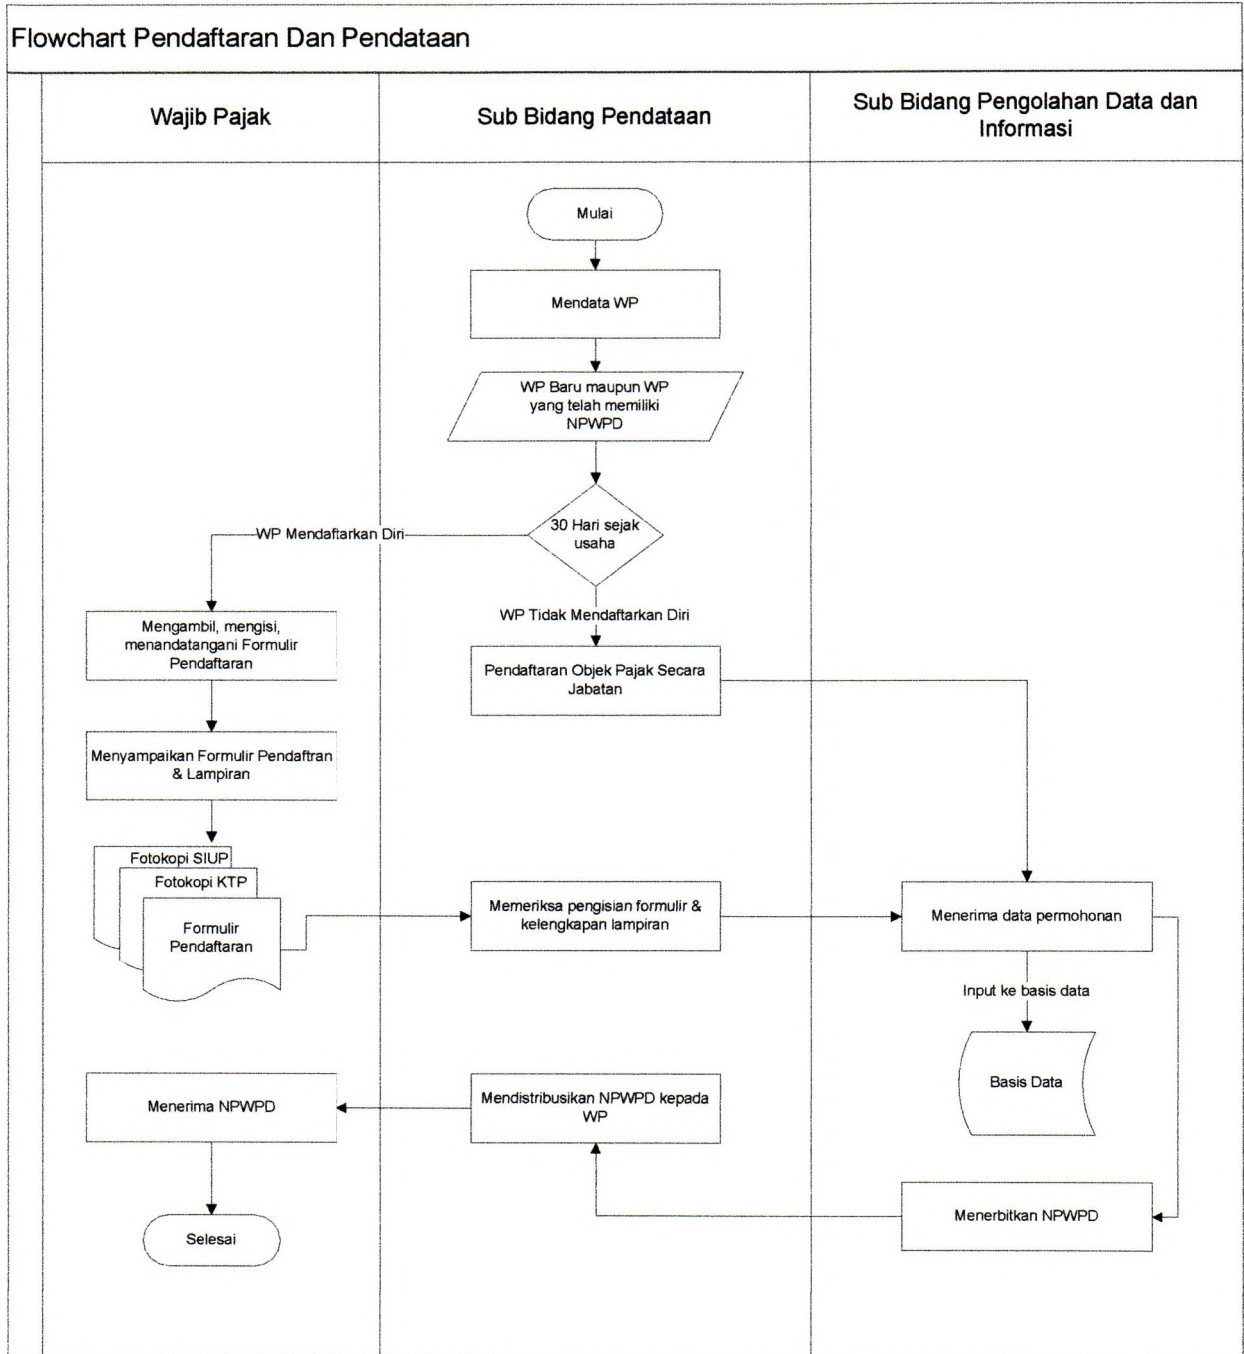 Flowchart Pendaftaran Dan Pendataan
Wajib Pajak
Sub Bidang Pendataan
Sub Bidang Pengolahan Data dan
Informasi
Mulai
Mendata WP
WP Baru maupun WP
yang telah memiliki
NPWPD
30 Hari sejak
usaha
WP Mendaftarkan Diri
WP Tidak Mendaftarkan Diri
Mengambil, mengisi,
menandatangani Formulir
Pendaftaran
Pendaftaran Objek Pajak Secara
Jabatan
Menyampaikan Formulir Pendaftran
& Lampiran
Fotokopi SIUP
Fotokopi KTP
Formulir
Pendaftaran
Memeriksa pengisian formulir &
kelengkapan lampiran
Menerima data permohonan
Input ke basis data
Basis Data
Menerima NPWPD
Mendistribusikan NPWPD kepada
WP
Menerbitkan NPWPD
Selesai